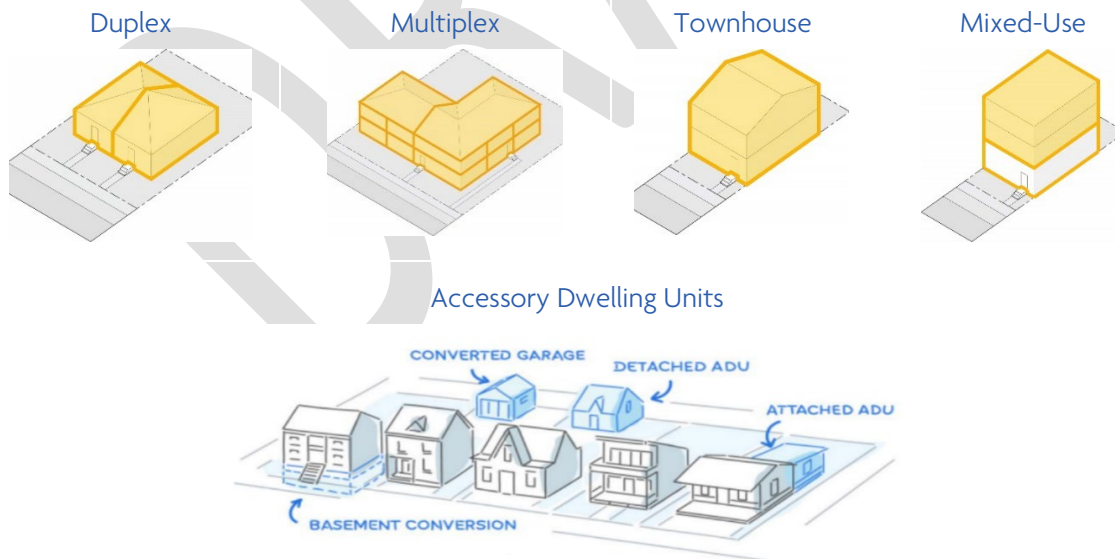 Duplex
Multiplex
Townhouse
Mixed-Use
Accessory Dwelling Units
CONVERTED GARAGE
DETACHED ADU
ATTACHED ADU
BASEMENT CONVERSION